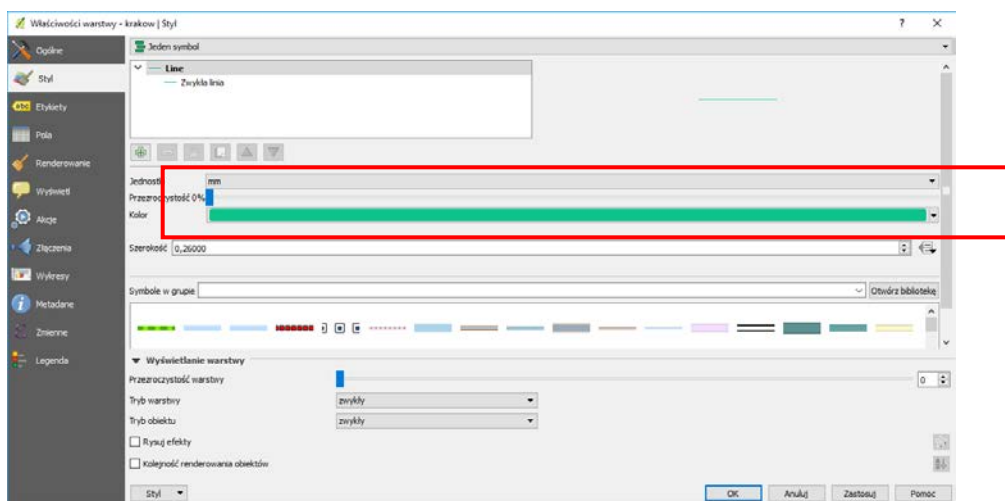 Właściwości warstwy - krakow | Styl
? ×
Ogólne
Styl
Etykiety
Pola
Renderowanie
Wyświetl
Akcje
Złączenia
Wykresy
Metadane
Zmienne
Legenda
Jeden symbol
Line
Zwykła linia
Jednostki mm
Przezroczystość 0%
Kolor
Szerokość 0,26000
Symbole w grupie Otwórz bibliotekę
Wyświetlanie warstwy
Przezroczystość warstwy 0
Tryb warstwy zwykły
Tryb obiektu zwykły
Rysuj efekty
Kolejność renderowania obiektów
Styl OK Anuluj Zastosuj Pomoc